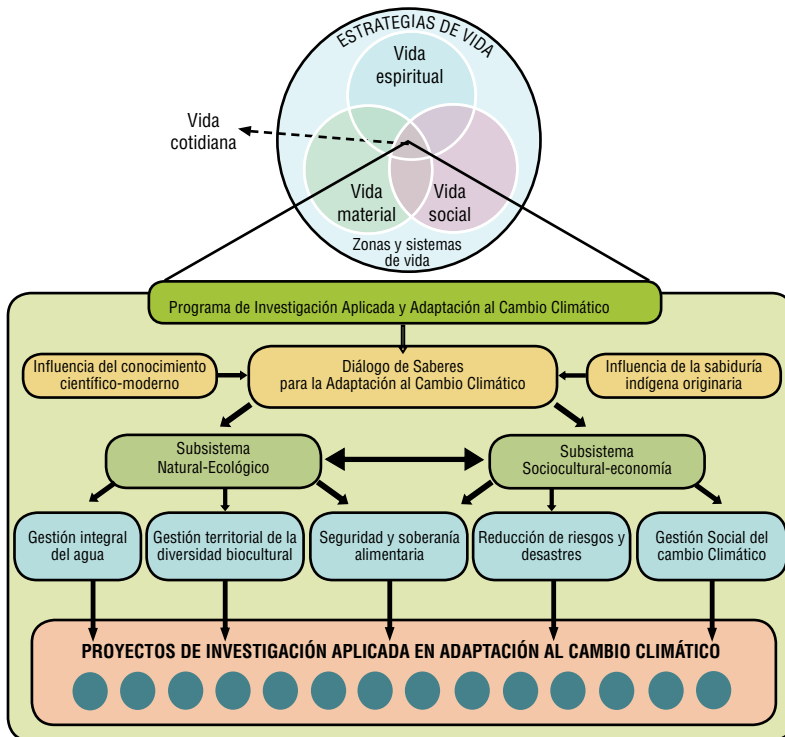 ESTRATEGIAS DE VIDA
Vida
espiritual
Vida
cotidiana
Vida
material
Vida
social
Zonas y sistemas
de vida
Programa de Investigación Aplicada y Adaptación al Cambio Climático
Influencia del conocimiento
científico-moderno
Diálogo de Saberes
para la Adaptación al Cambio Climático
Influencia de la sabiduría
indígena originaria
Subsistema
Natural-Ecológico
Subsistema
Sociocultural-economía
Gestión integral
del agua
Gestión territorial de la
diversidad biocultural
Seguridad y soberanía
alimentaria
Reducción de riesgos y
desastres
Gestión Social del
cambio Climático
PROYECTOS DE INVESTIGACIÓN APLICADA EN ADAPTACIÓN AL CAMBIO CLIMÁTICO